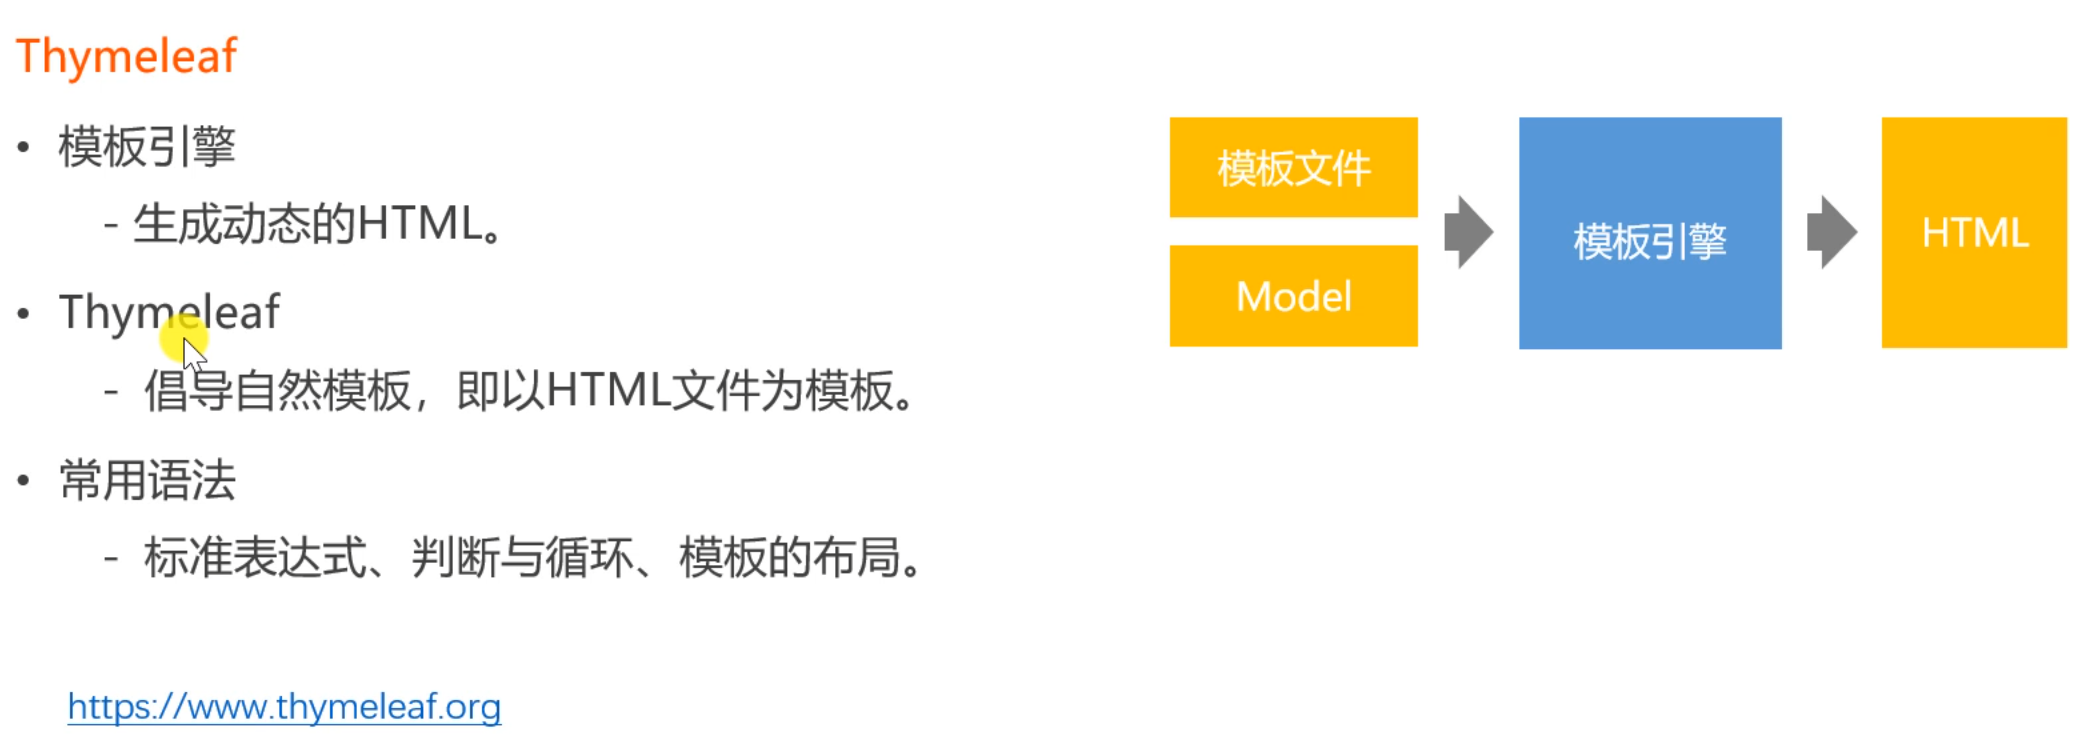 Thymeleaf
• 模板引擎
- 生成动态的HTML。
• Thymeleaf
- 倡导自然模板，即以HTML文件为模板。
• 常用语法
- 标准表达式、判断与循环、模板的布局。
https://www.thymeleaf.org
模板文件
Model
模板引擎
HTML